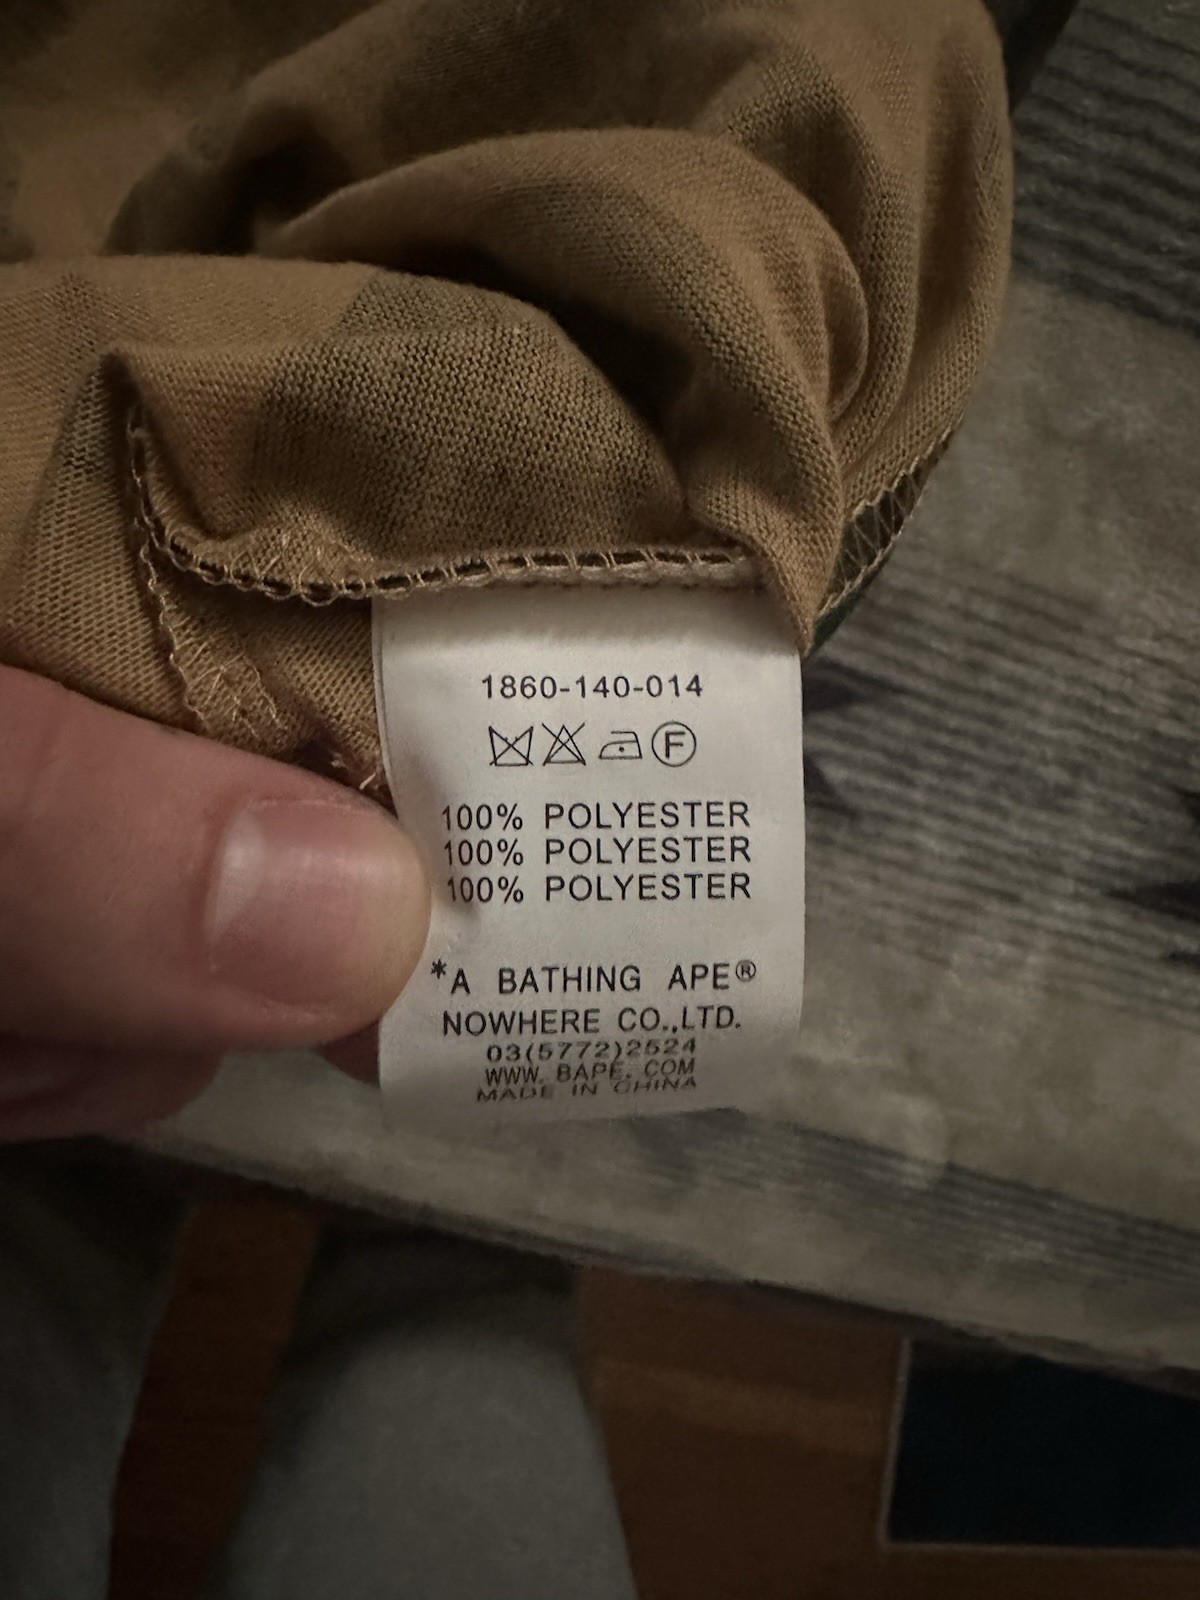 1860-140-014
F
100% POLYESTER
100% POLYESTER
100% POLYESTER
*A BATHING APE®
NOWHERE CO.,LTD.
03(5772)2524
WWW. BAPE. COM
MADE IN CHINA